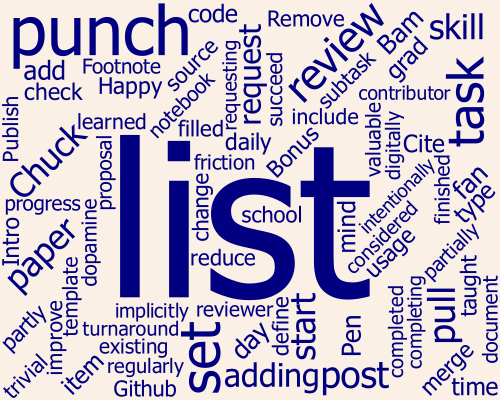 punch
code
Remove
review
Bam
skill
add
Footnote
source
requesting
request
succeed
subtask
grad
task
check
Happy
notebook
contributor
Publish
Chuck
learned
filled
daily
Bonus
include
valuable
digitally
Cite
proposal
list
friction
intentionally
finished
fan
type
progress
change
school
mind
considered
usage
Intro
paper
dopamine
reduce
partially
taught
template
implicitly
reviewer
define
start
Pen
completed
completing
pull
document
partly
improve
turnaround
existing
set
day
trivial
item
regularly
Github
adding
post
merge
time